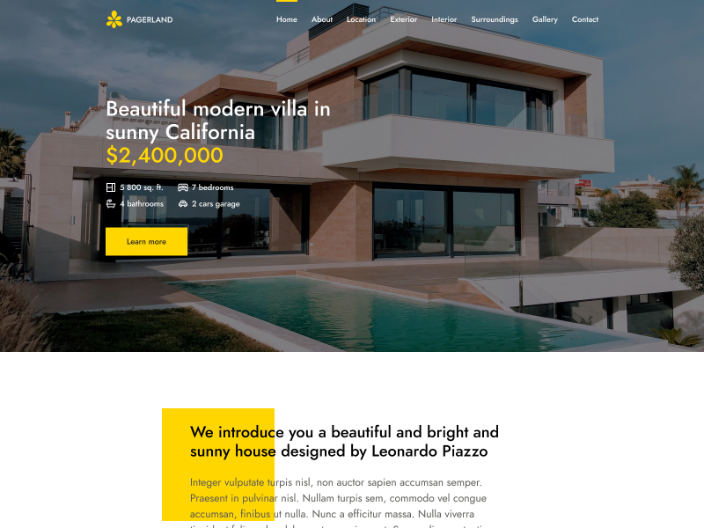 PAGERLAND
Home About Location Exterior Interior Surroundings Gallery Contact
Beautiful modern villa in
sunny California
$2,400,000
5 800 sq. ft. 7 bedrooms
4 bathrooms 2 cars garage
Learn more
We introduce you a beautiful and bright and
sunny house designed by Leonardo Piazzo
Integer vulputate turpis nisl, non auctor sapien accumsan semper.
Praesent in pulvinar nisl. Nullam turpis sem, commodo vel congue
accumsan, finibus ut nulla. Nunc a efficitur massa. Nulla viverra